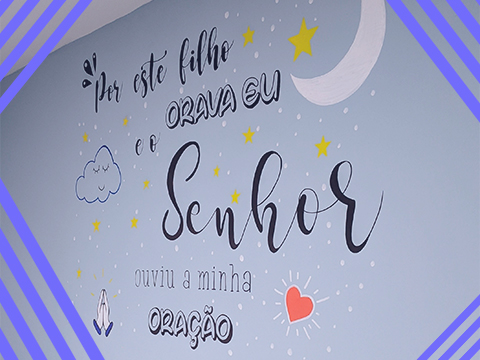 Por este filho
ORAVA EU
e o
Senhor
ouviu a minha
ORAÇÃO